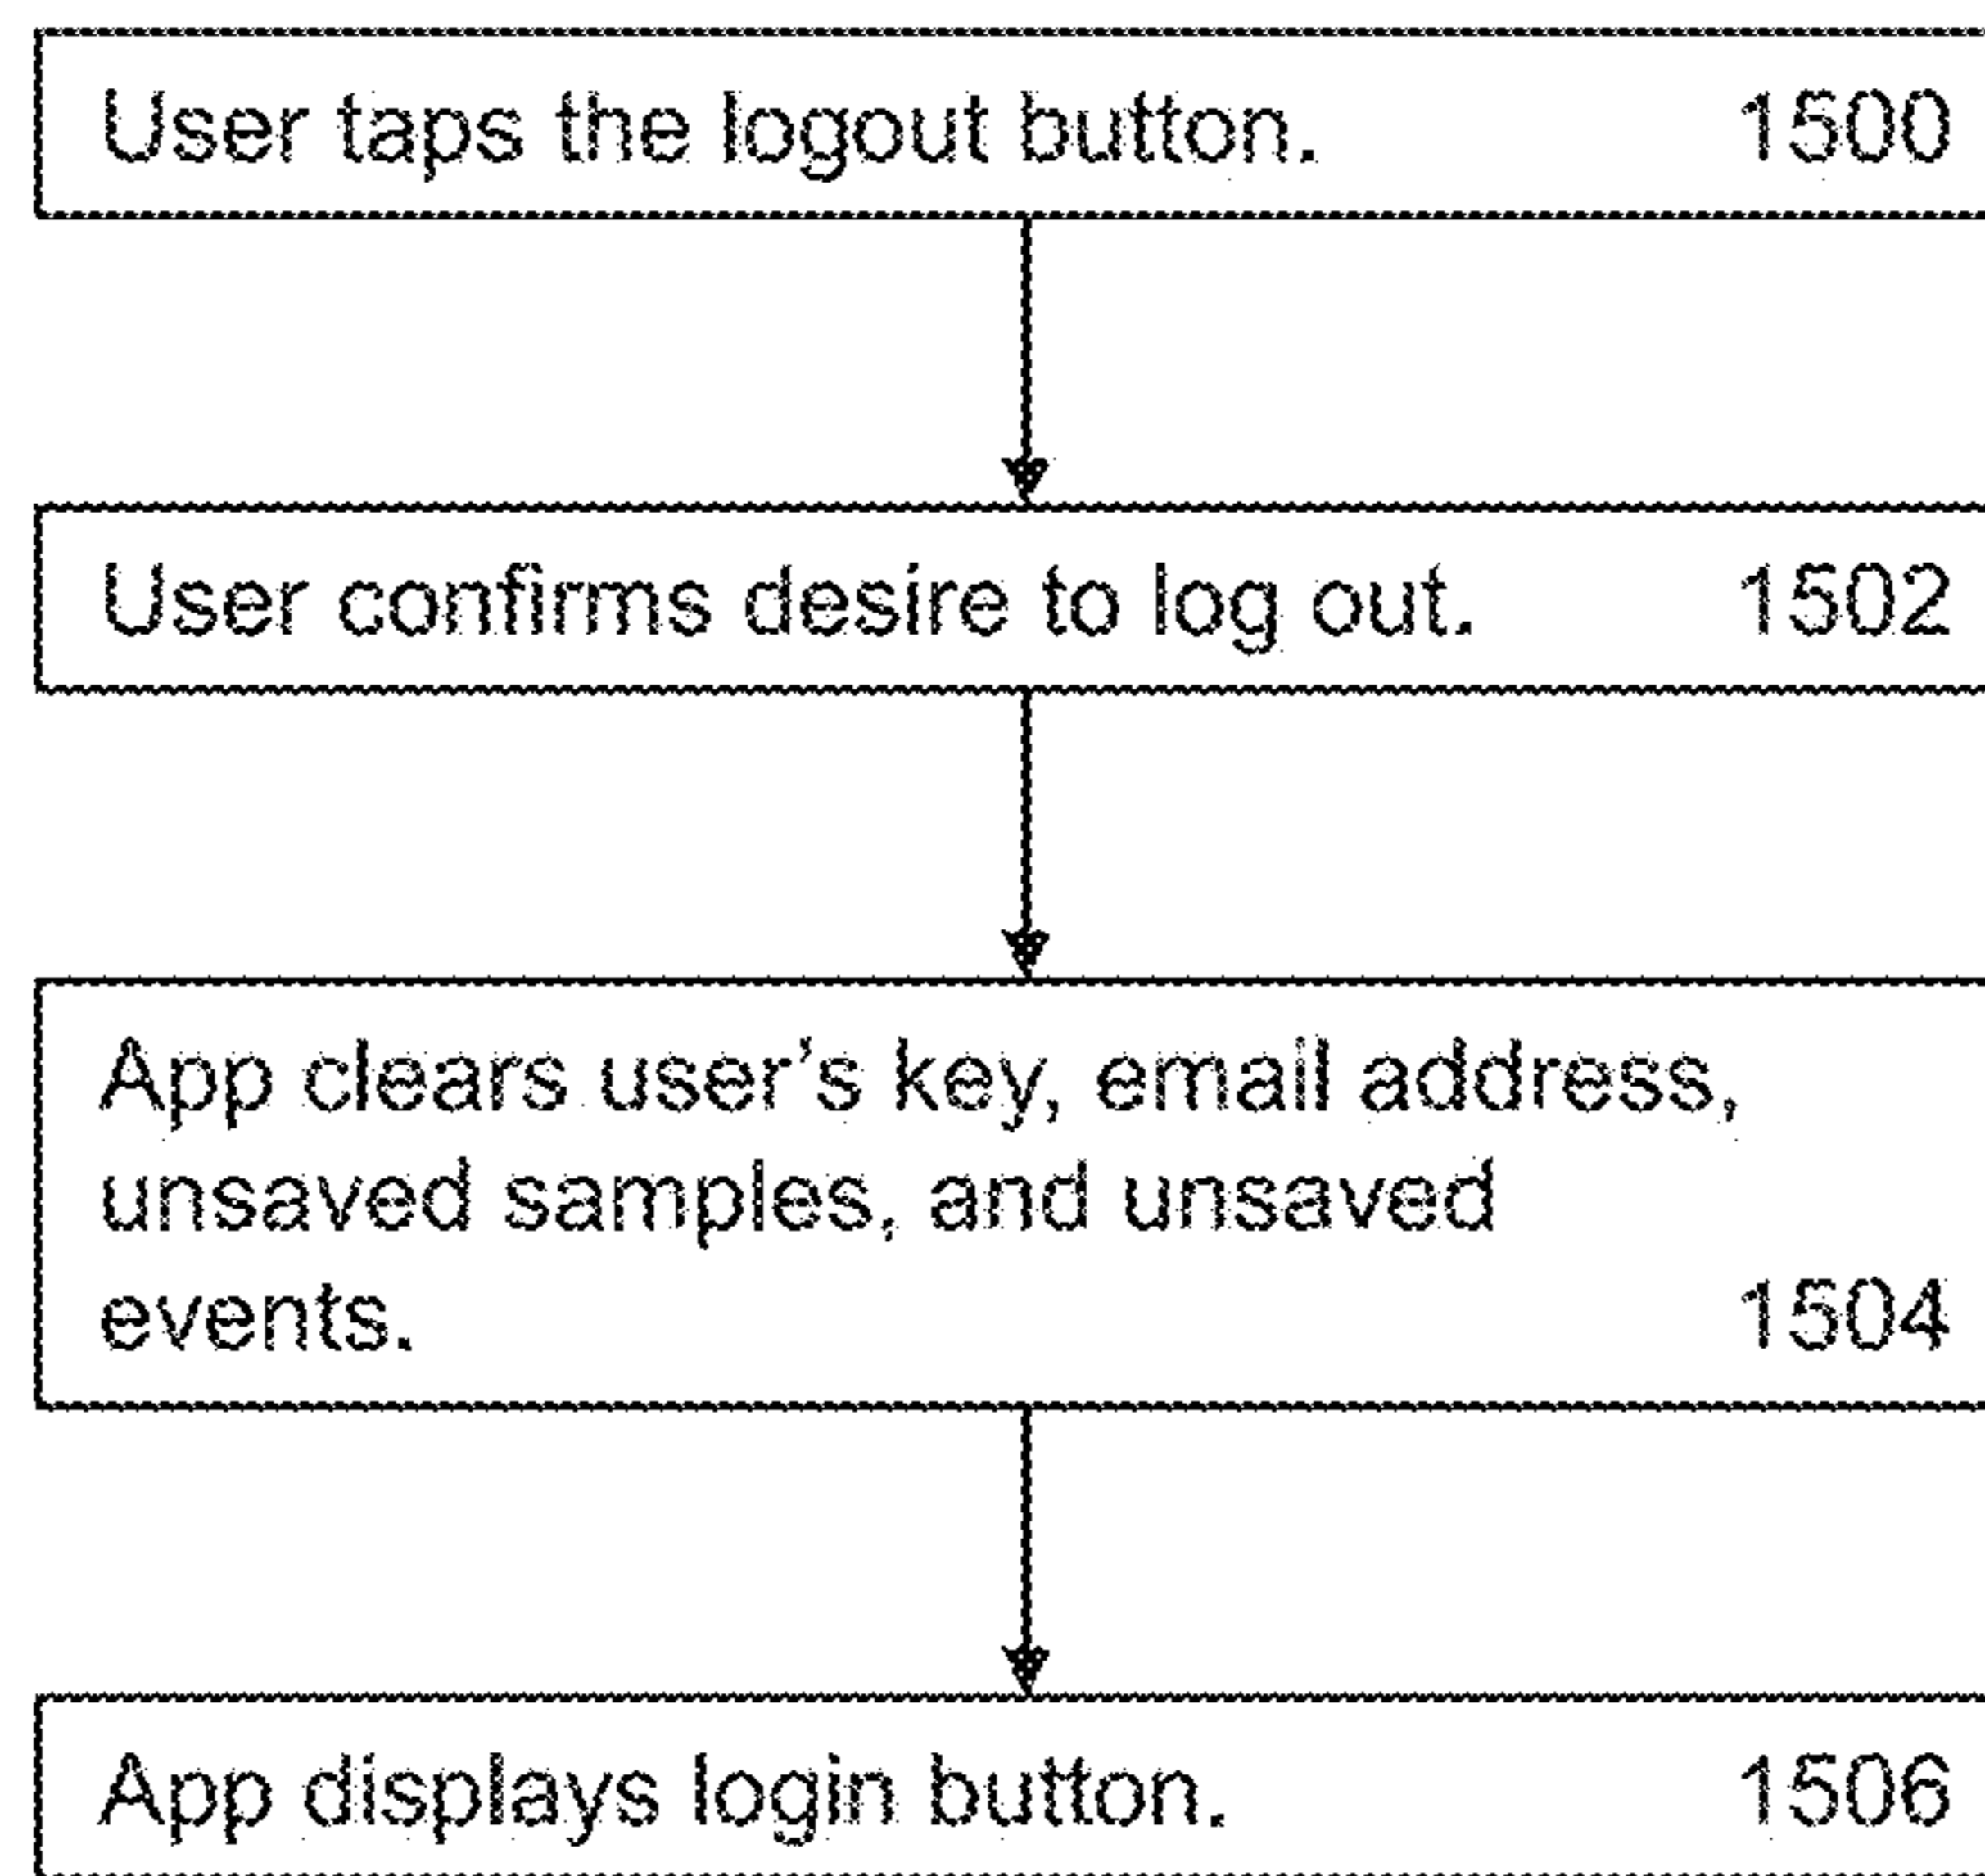 User taps the logout button. 1500
User confirms desire to log out. 1502
App clears user's key, email address,
unsaved samples, and unsaved
events. 1504
App displays login button. 1506